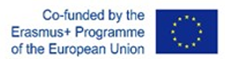 Co-funded by the
Erasmus+ Programme
of the European Union